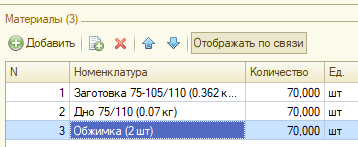 Материалы (3)
Добавить Отображать по связи
N Номенклатура Количество Ед.
1 Заготовка 75-105/110 (0.362 к... 70,000 шт
2 Дно 75/110 (0.07 кг) 70,000 шт
3 Обжимка (2 шт) 70,000 шт